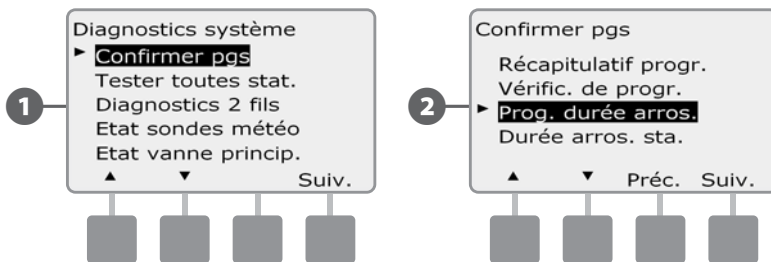 1
Diagnostics système
Confirmer pgs
Tester toutes stat.
Diagnostics 2 fils
Etat sondes météo
Etat vanne princip.
Suiv.
2
Confirmer pgs
Récapitulatif progr.
Vérific. de progr.
Prog. durée arros.
Durée arros. sta.
Préc. Suiv.